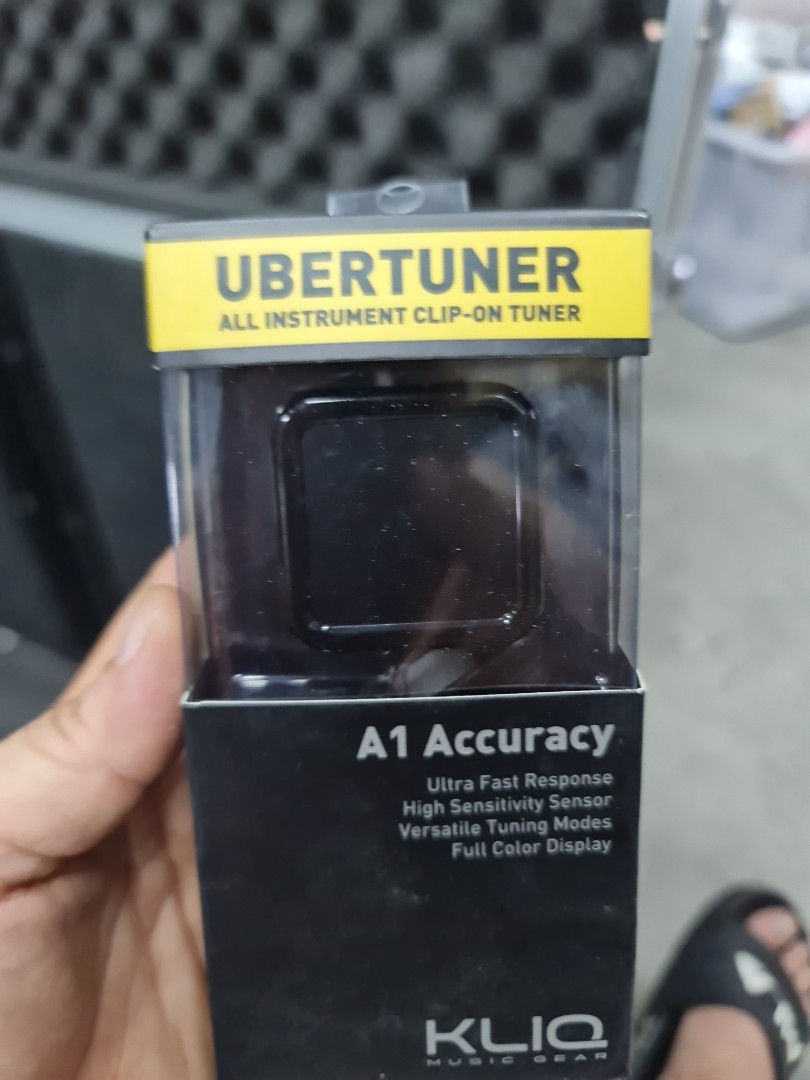 UBERTUNER
ALL INSTRUMENT CLIP-ON TUNER
A1 Accuracy
Ultra Fast Response
High Sensitivity Sensor
Versatile Tuning Modes
Full Color Display
KLIQ
MUSIC GEAR